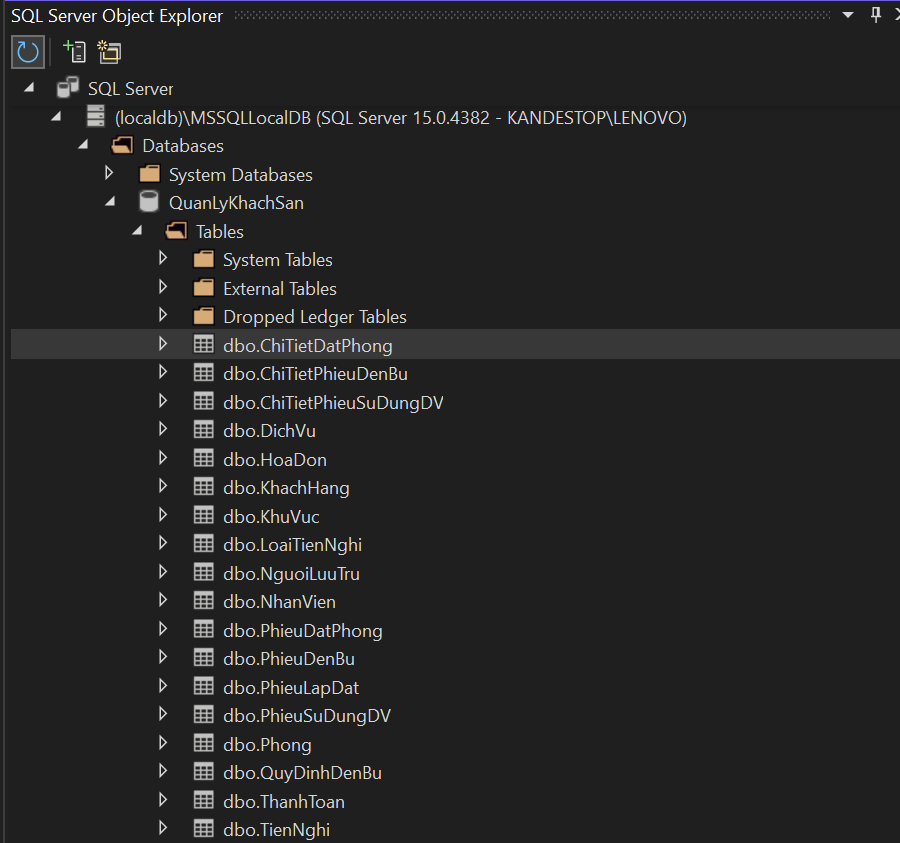 SQL Server Object Explorer
SQL Server
(localdb)\MSSQLLocalDB (SQL Server 15.0.4382 - KANDESTOP\LENOVO)
Databases
System Databases
QuanLyKhachSan
Tables
System Tables
External Tables
Dropped Ledger Tables
dbo.ChiTietDatPhong
dbo.ChiTietPhieuDenBu
dbo.ChiTietPhieuSuDungDV
dbo.DichVu
dbo.HoaDon
dbo.KhachHang
dbo.KhuVuc
dbo.LoaiTienNghi
dbo.NguoiLuuTru
dbo.NhanVien
dbo.PhieuDatPhong
dbo.PhieuDenBu
dbo.PhieuLapDat
dbo.PhieuSuDungDV
dbo.Phong
dbo.QuyDinhDenBu
dbo.ThanhToan
dbo.TienNghi